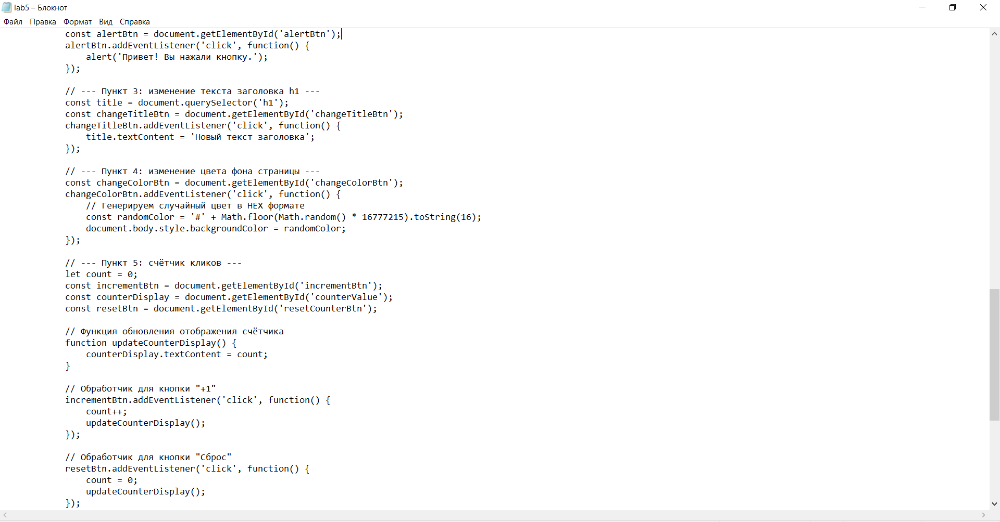 lab5 – Блокнот
Файл Правка Формат Вид Справка
const alertBtn = document.getElementById('alertBtn');
alertBtn.addEventListener('click', function() {
    alert('Привет! Вы нажали кнопку.');
});

// --- Пункт 3: изменение текста заголовка h1 ---
const title = document.querySelector('h1');
const changeTitleBtn = document.getElementById('changeTitleBtn');
changeTitleBtn.addEventListener('click', function() {
    title.textContent = 'Новый текст заголовка';
});

// --- Пункт 4: изменение цвета фона страницы ---
const changeColorBtn = document.getElementById('changeColorBtn');
changeColorBtn.addEventListener('click', function() {
    // Генерируем случайный цвет в HEX формате
    const randomColor = '#' + Math.floor(Math.random() * 16777215).toString(16);
    document.body.style.backgroundColor = randomColor;
});

// --- Пункт 5: счётчик кликов ---
let count = 0;
const incrementBtn = document.getElementById('incrementBtn');
const counterDisplay = document.getElementById('counterValue');
const resetBtn = document.getElementById('resetCounterBtn');

// Функция обновления отображения счётчика
function updateCounterDisplay() {
    counterDisplay.textContent = count;
}

// Обработчик для кнопки "+1"
incrementBtn.addEventListener('click', function() {
    count++;
    updateCounterDisplay();
});

// Обработчик для кнопки "Сброс"
resetBtn.addEventListener('click', function() {
    count = 0;
    updateCounterDisplay();
});